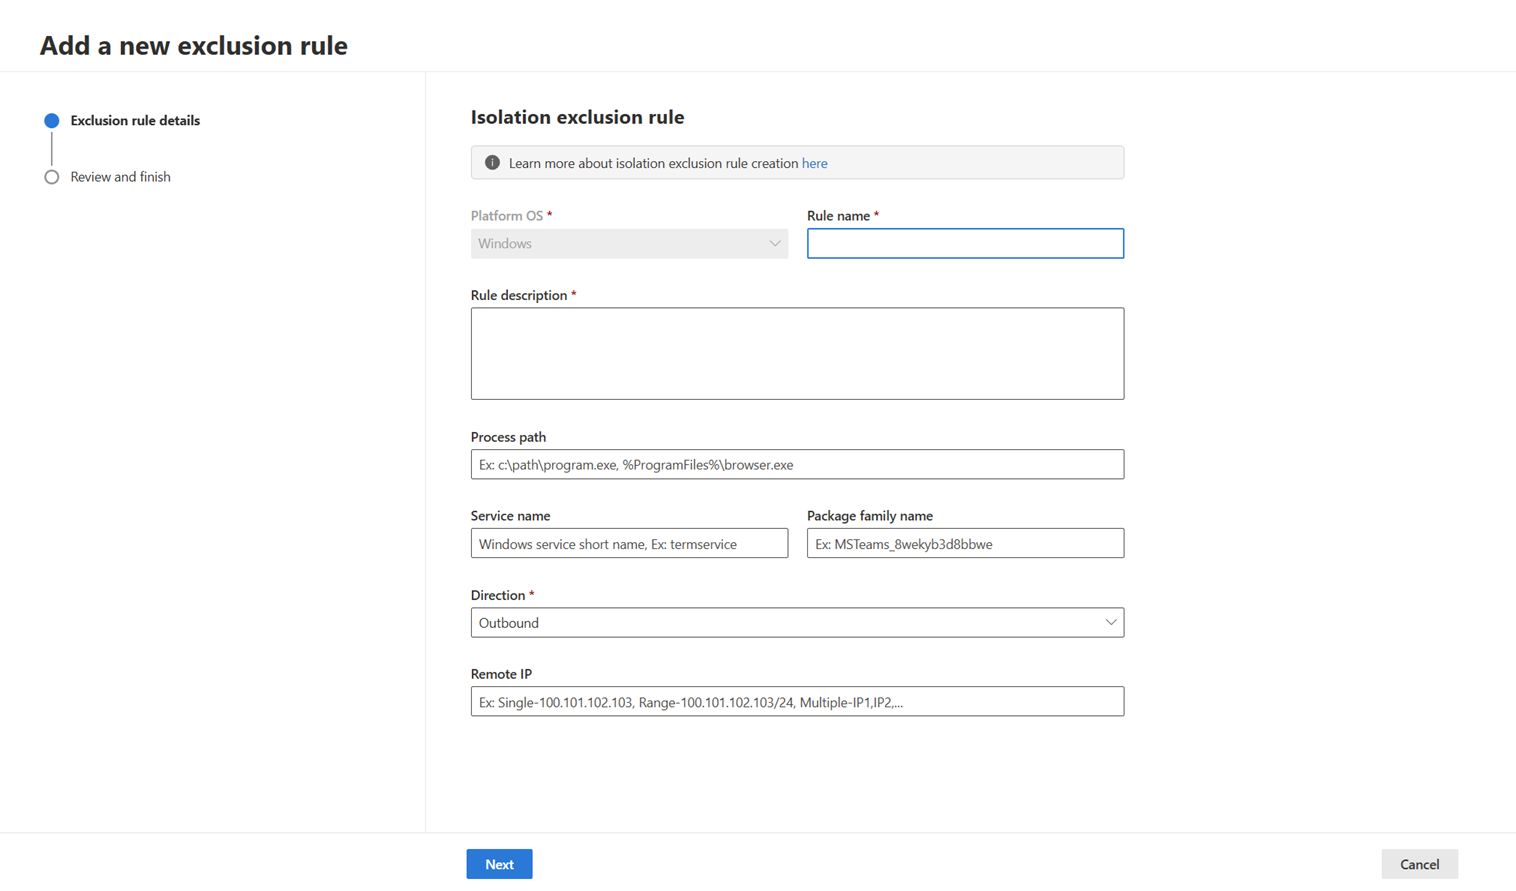 Add a new exclusion rule
Exclusion rule details
Review and finish
Isolation exclusion rule
Learn more about isolation exclusion rule creation here
Platform OS *
Windows
Rule name *
Rule description *
Process path
Ex: c:\path\program.exe, %ProgramFiles%\browser.exe
Service name
Windows service short name, Ex: termservice
Package family name
Ex: MSTeams_8wekyb3d8bbwe
Direction *
Outbound
Remote IP
Ex: Single-100.101.102.103, Range-100.101.102.103/24, Multiple-IP1,IP2,...
Next
Cancel